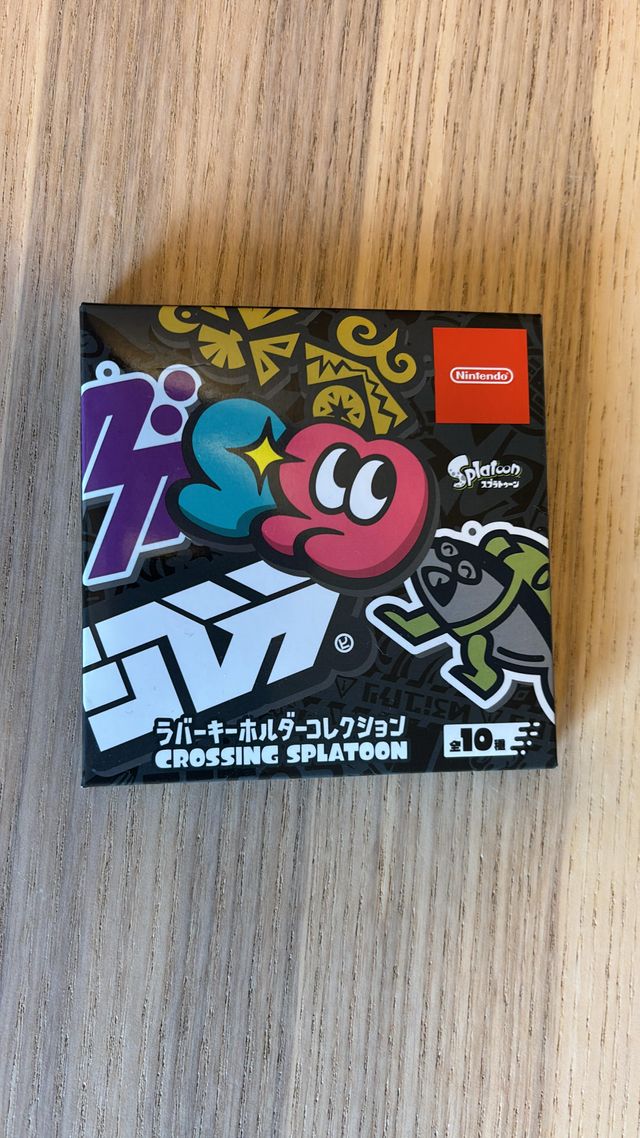 Nintendo
Splatoon
スプラトゥーン
ラバーキーホルダーコレクション
CROSSING SPLATOON
全10種